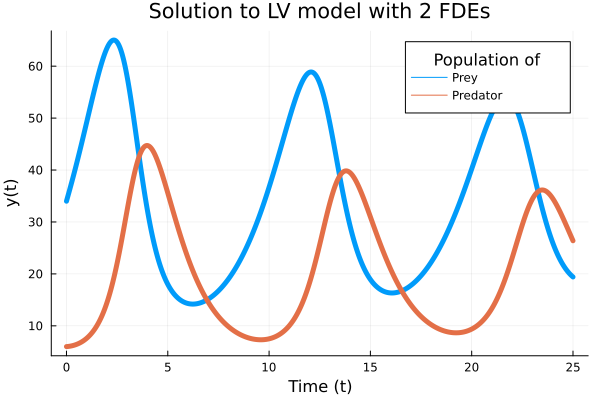 Solution to LV model with 2 FDEs
Population of
Prey
Predator
y(t)
60
50
40
30
20
10
0 5 10 15 20 25
Time (t)